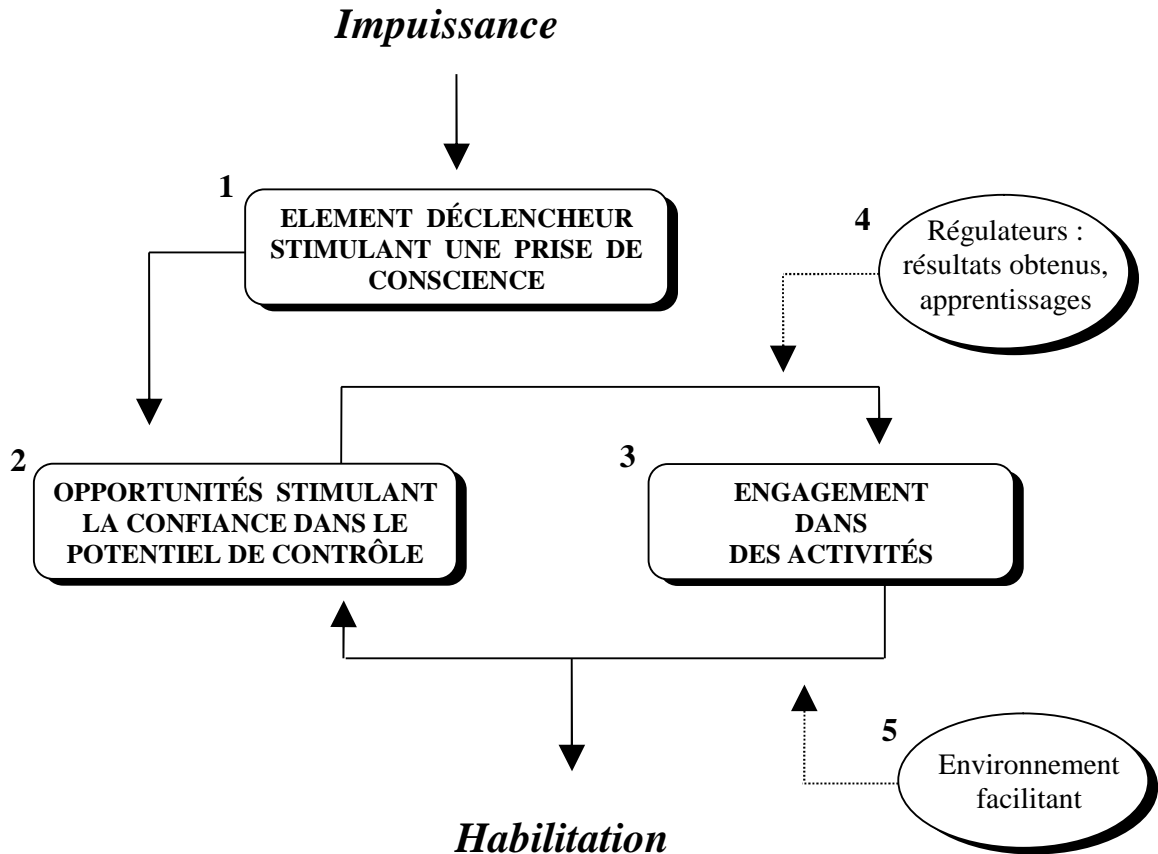 Impuissance
1
ELEMENT DÉCLENCHEUR
STIMULANT UNE PRISE DE
CONSCIENCE
4
Régulateurs :
résultats obtenus,
apprentissages
2
OPPORTUNITÉS STIMULANT
LA CONFIANCE DANS LE
POTENTIEL DE CONTRÔLE
3
ENGAGEMENT
DANS
DES ACTIVITÉS
5
Environnement
facilitant
Habilitation